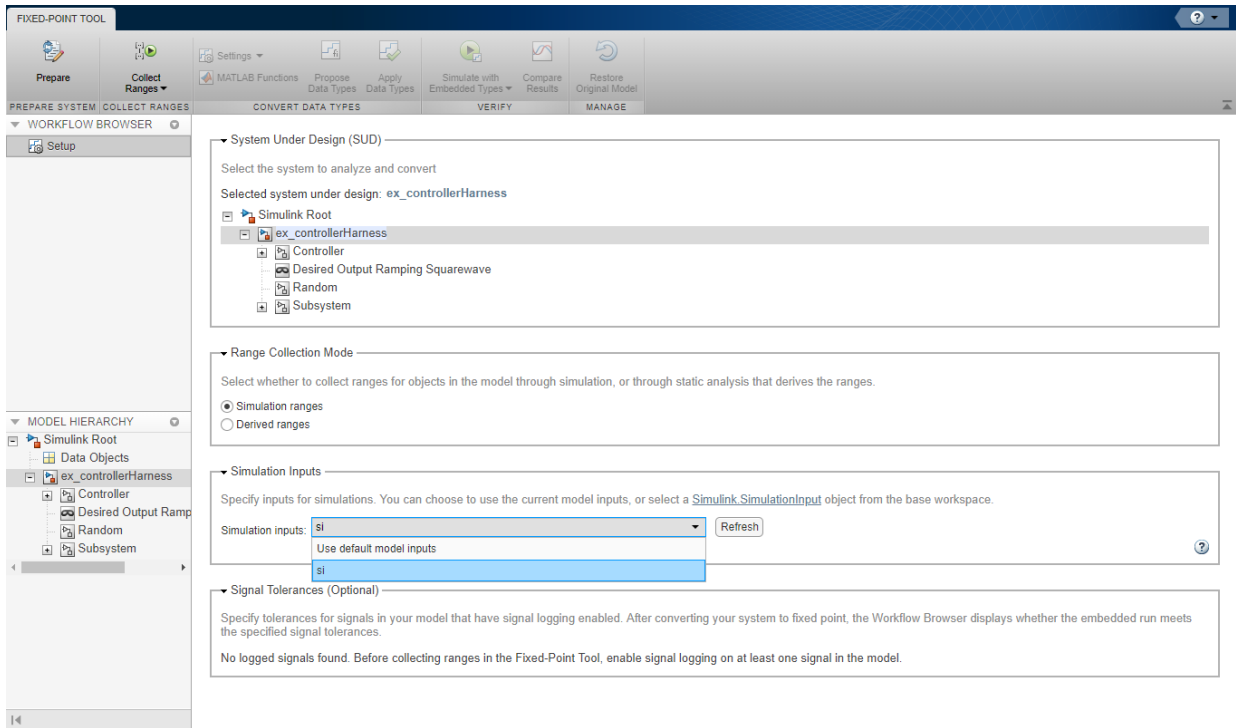 FIXED-POINT TOOL
?
Prepare
Collect
Ranges
Settings
MATLAB Functions
Propose
Data Types
Apply
Data Types
Simulate with
Embedded Types
Compare
Results
Restore
Original Model
PREPARE SYSTEM
COLLECT RANGES
CONVERT DATA TYPES
VERIFY
MANAGE
WORKFLOW BROWSER
Setup
MODEL HIERARCHY
Simulink Root
Data Objects
ex_controllerHarness
Controller
Desired Output Ramp
Random
Subsystem
System Under Design (SUD)
Select the system to analyze and convert
Selected system under design: ex_controllerHarness
Simulink Root
ex_controllerHarness
Controller
Desired Output Ramping Squarewave
Random
Subsystem
Range Collection Mode
Select whether to collect ranges for objects in the model through simulation, or through static analysis that derives the ranges.
Simulation ranges
Derived ranges
Simulation Inputs
Specify inputs for simulations. You can choose to use the current model inputs, or select a Simulink.SimulationInput object from the base workspace.
Simulation inputs: si Refresh
Use default model inputs
?
si
Signal Tolerances (Optional)
Specify tolerances for signals in your model that have signal logging enabled. After converting your system to fixed point, the Workflow Browser displays whether the embedded run meets
the specified signal tolerances.
No logged signals found. Before collecting ranges in the Fixed-Point Tool, enable signal logging on at least one signal in the model.